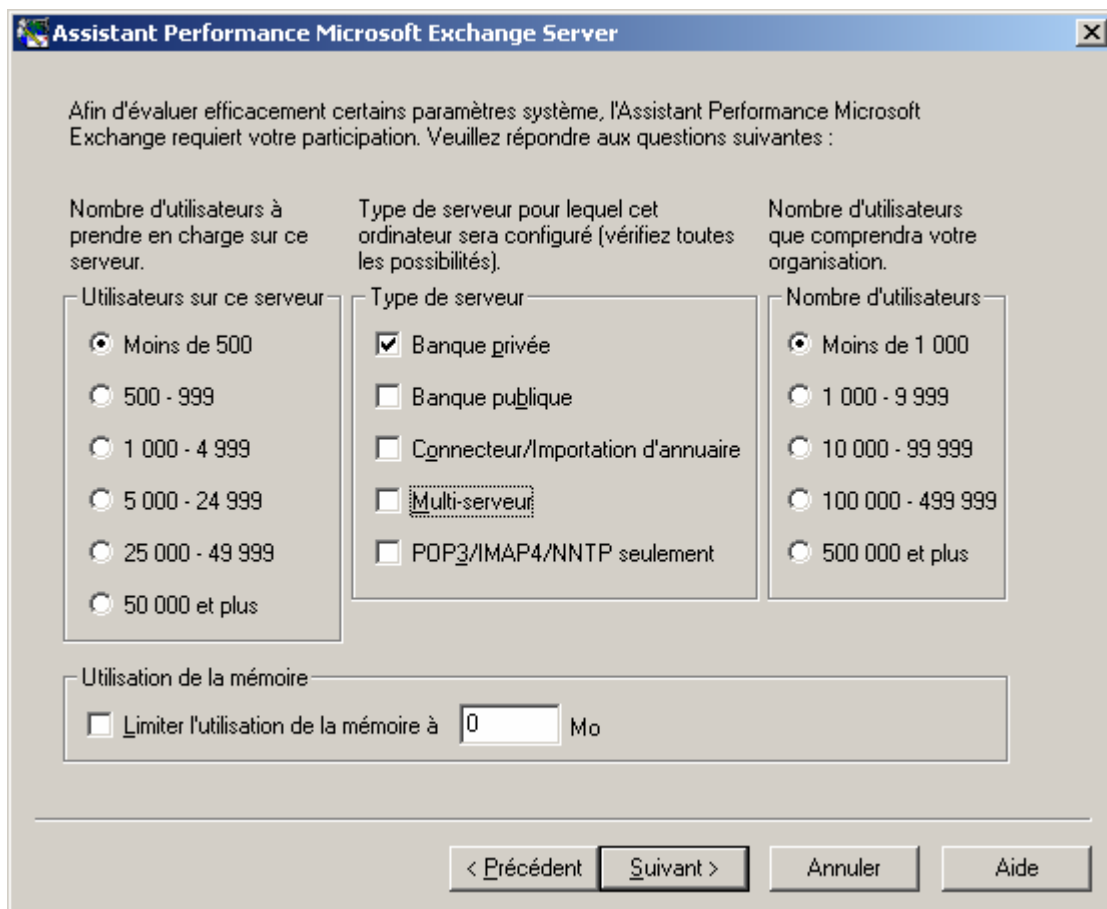 Assistant Performance Microsoft Exchange Server
Afin d'évaluer efficacement certains paramètres système, l'Assistant Performance Microsoft
Exchange requiert votre participation. Veuillez répondre aux questions suivantes :
Nombre d'utilisateurs à
prendre en charge sur ce
serveur.
Utilisateurs sur ce serveur
Moins de 500
500 - 999
1 000 - 4 999
5 000 - 24 999
25 000 - 49 999
50 000 et plus
Type de serveur pour lequel cet
ordinateur sera configuré (vérifiez toutes
les possibilités).
Type de serveur
Banque privée
Banque publique
Connecteur/Importation d'annuaire
Multi-serveur
POP3/IMAP4/NNTP seulement
Nombre d'utilisateurs
que comprendra votre
organisation.
Nombre d'utilisateurs
Moins de 1 000
1 000 - 9 999
10 000 - 99 999
100 000 - 499 999
500 000 et plus
Utilisation de la mémoire
Limiter l'utilisation de la mémoire à 0 Mo
< Précédent Suivant > Annuler Aide